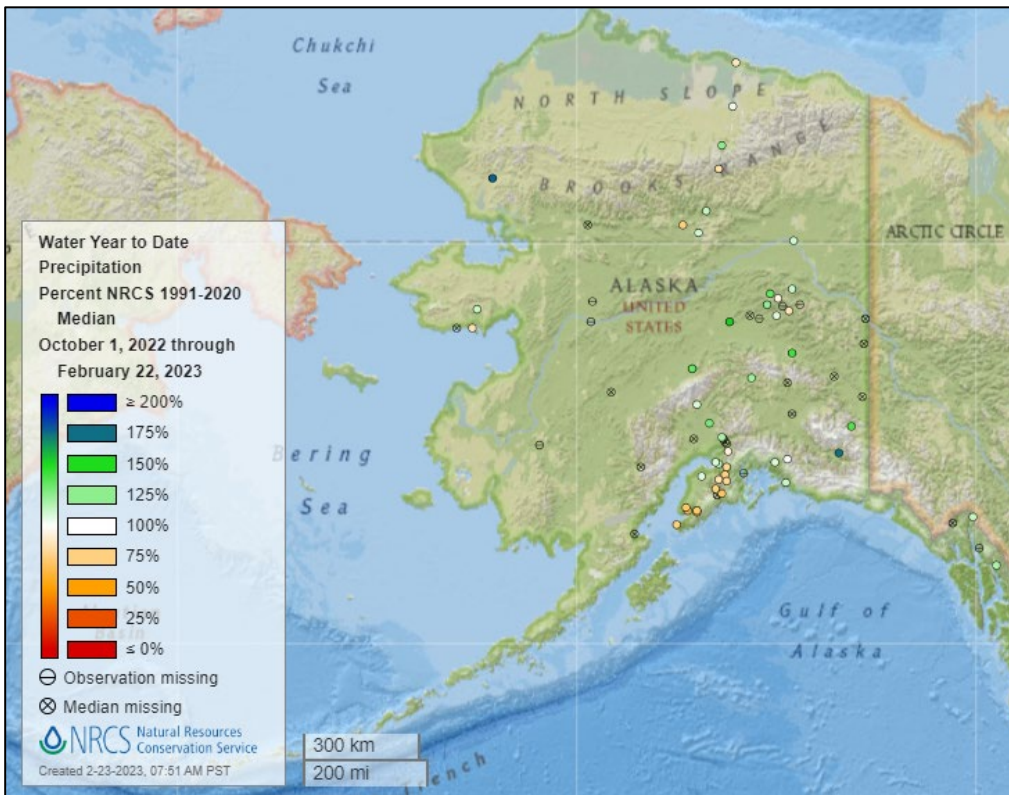 Chukchi
Sea
NORTH SLOPE
BROOKS RANGE
ARCTIC CIRCLE
ALASKA
UNITED
STATES
Bering
Sea
Gulf of
Alaska
Water Year to Date
Precipitation
Percent NRCS 1991-2020
Median
October 1, 2022 through
February 22, 2023
≥ 200%
175%
150%
125%
100%
75%
50%
25%
≤ 0%
Observation missing
Median missing
NRCS Natural Resources
Conservation Service
Created 2-23-2023, 07:51 AM PST
300 km
200 mi